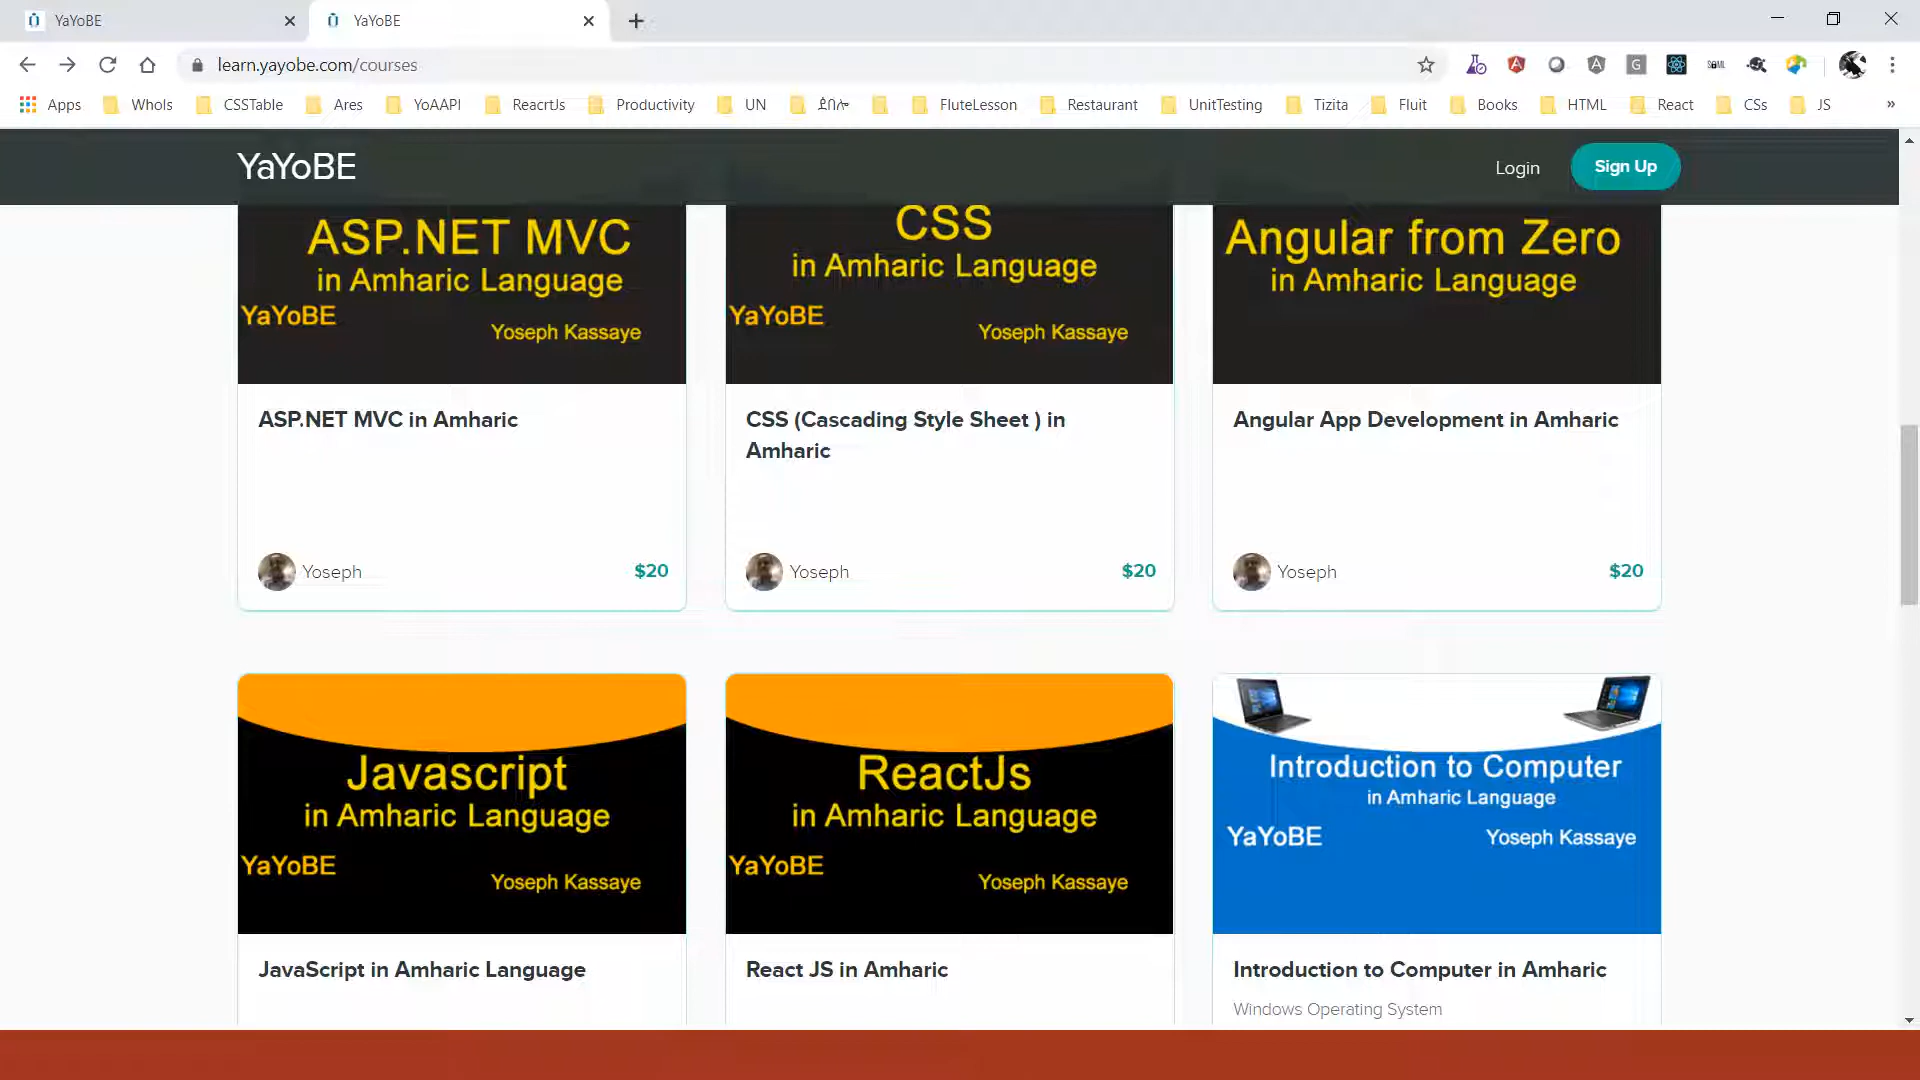 YaYoBE
YaYoBE
learn.yayobe.com/courses
Apps
WhoIs
CSSTable
Ares
YoAAPI
ReacrtJs
Productivity
UN
FluteLesson
Restaurant
UnitTesting
Tizita
Fluit
Books
HTML
React
CSs
JS
»
YaYoBE
Login
Sign Up
ASP.NET MVC
in Amharic Language
YaYoBE
Yoseph Kassaye
ASP.NET MVC in Amharic
Yoseph
$20
CSS
in Amharic Language
YaYoBE
Yoseph Kassaye
CSS (Cascading Style Sheet ) in
Amharic
Yoseph
$20
Angular from Zero
in Amharic Language
Angular App Development in Amharic
Yoseph
$20
Javascript
in Amharic Language
YaYoBE
Yoseph Kassaye
JavaScript in Amharic Language
ReactJs
in Amharic Language
YaYoBE
Yoseph Kassaye
React JS in Amharic
Introduction to Computer
in Amharic Language
YaYoBE
Yoseph Kassaye
Introduction to Computer in Amharic
Windows Operating System